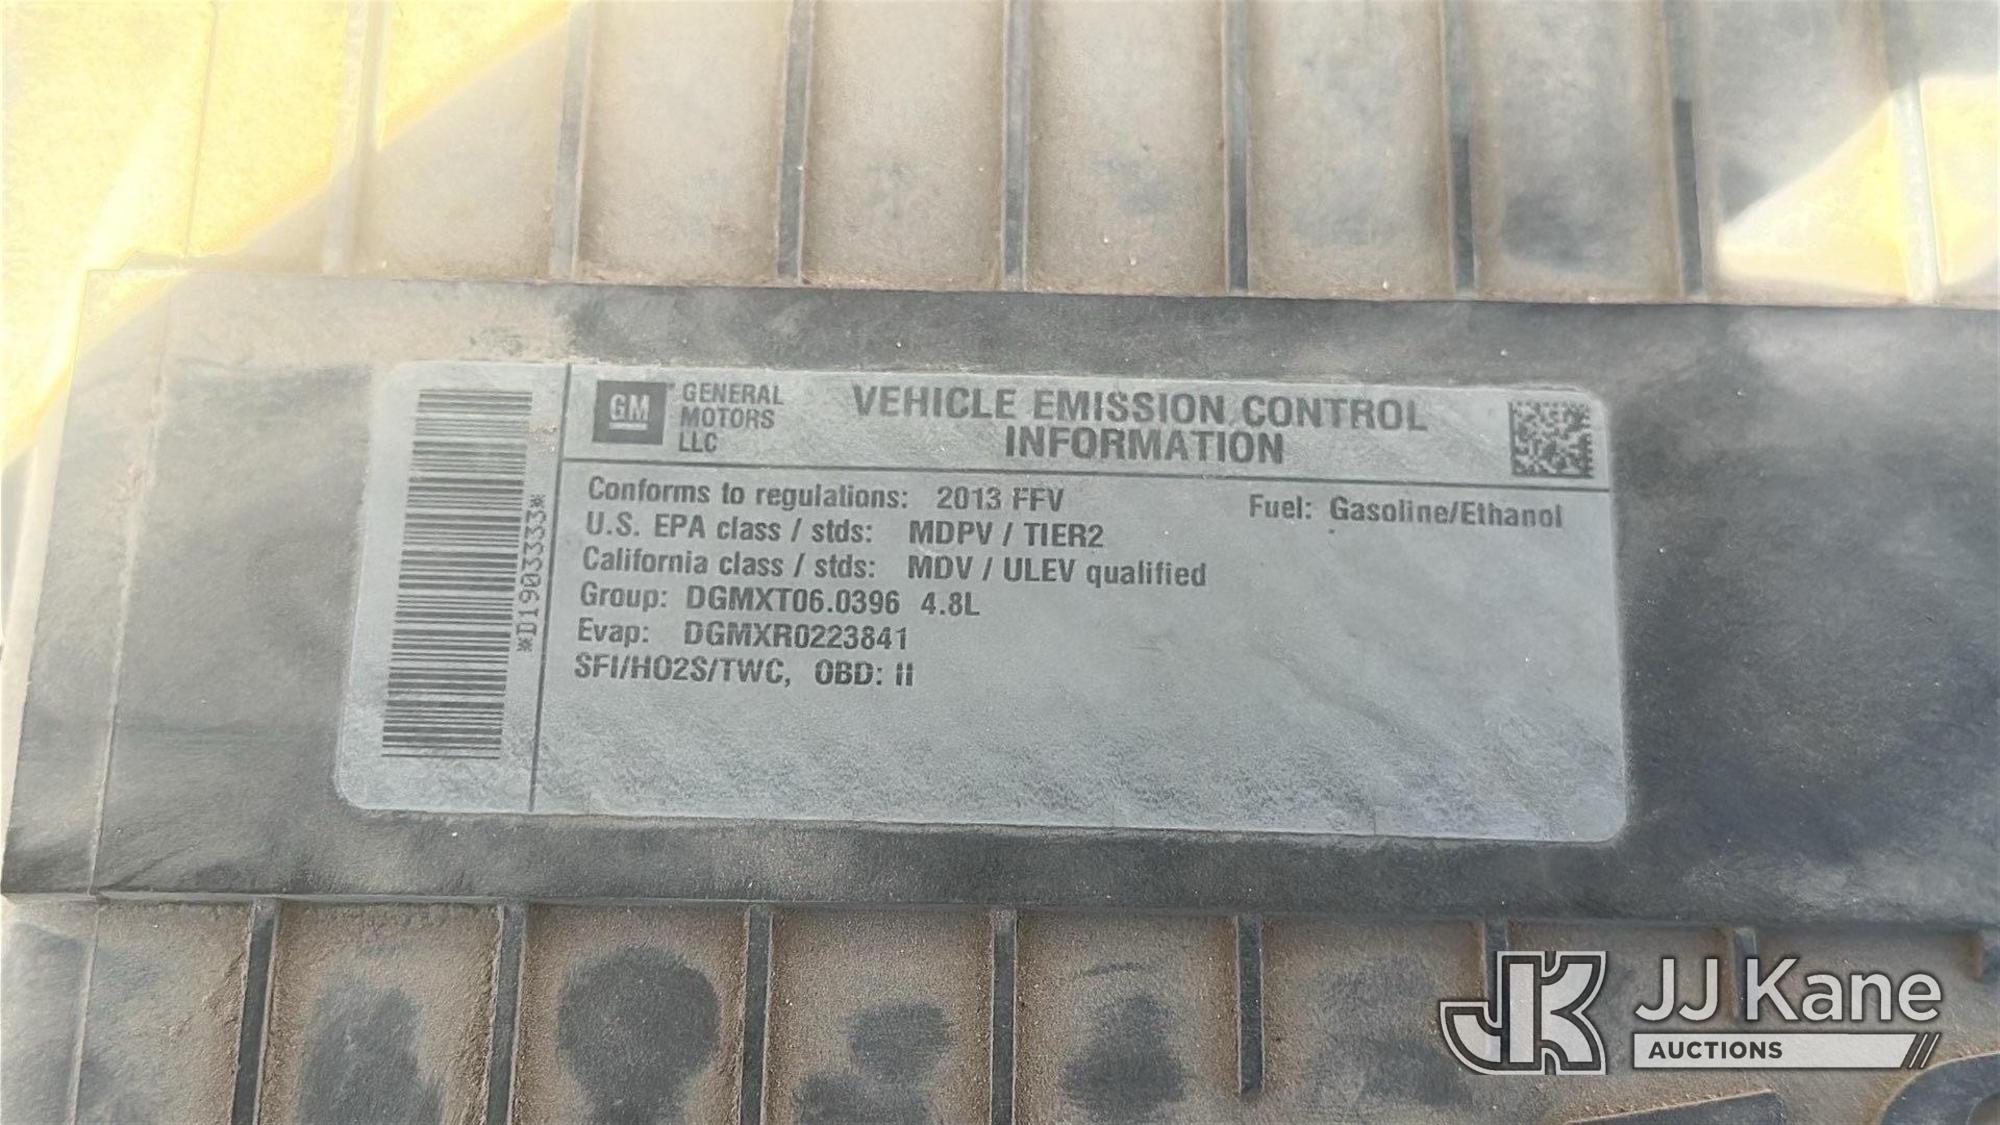 GM GENERAL MOTORS LLC
VEHICLE EMISSION CONTROL
INFORMATION
Conforms to regulations: 2013 FFV
Fuel: Gasoline/Ethanol
U.S. EPA class / stds: MDPV / TIER2
California class / stds: MDV / ULEV qualified
Group: DGMXT06.0396 4.8L
Evap: DGMXR0223841
SFI/HO2S/TWC, OBD: II
*D1903333*
JK JJ Kane
AUCTIONS